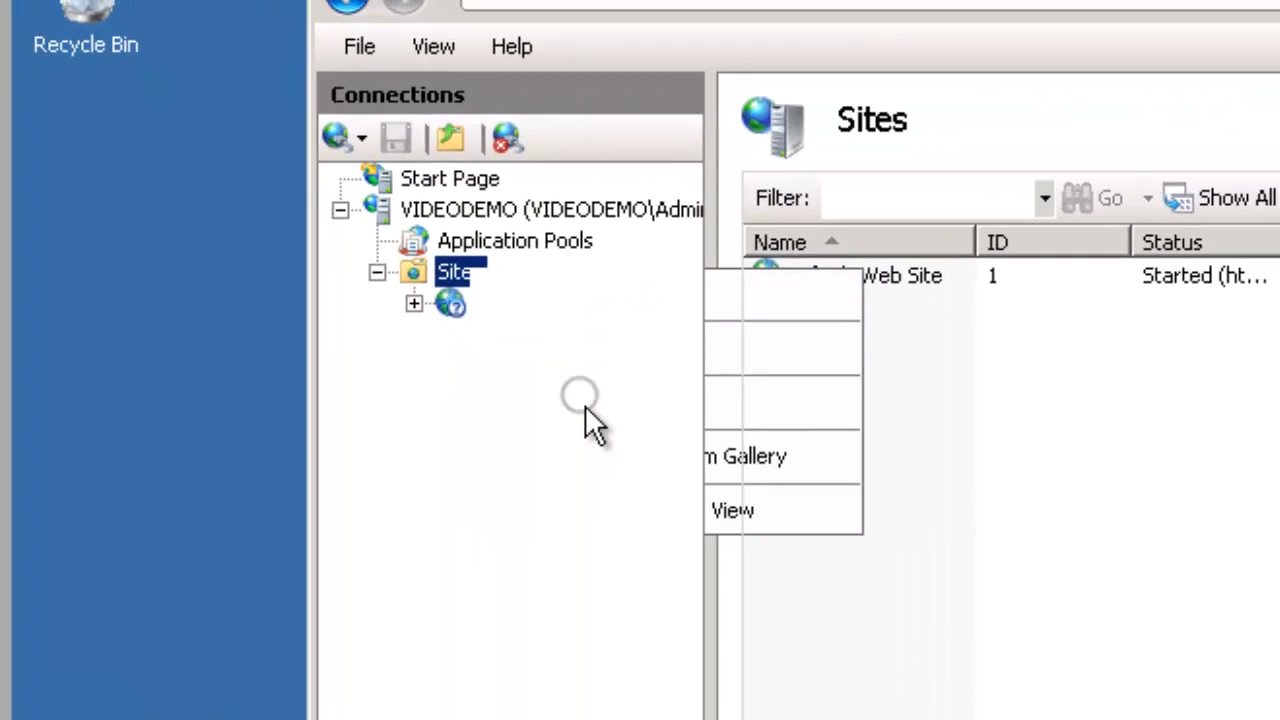 Recycle Bin
File View Help
Connections
Start Page
VIDEODEMO (VIDEODEMO\Admi
Application Pools
Site
Sites
Filter: Go Show All
Name ID Status
Web Site 1 Started (ht...
m Gallery
View